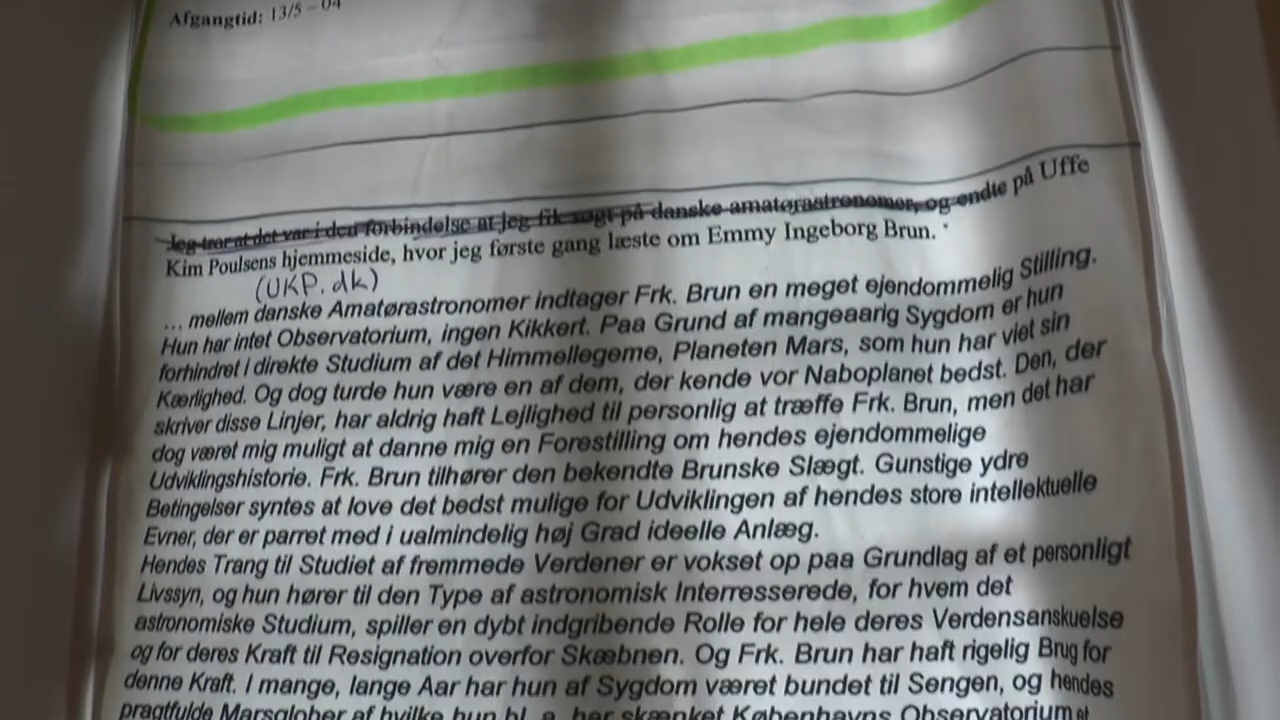 Afgangtid: 13/5 - 04
Jeg tror at det var i den forbindelse at jeg fik søgt på danske amatørastronomer, og endte på Uffe
Kim Poulsens hjemmeside, hvor jeg første gang læste om Emmy Ingeborg Brun.
(UKP.dk)
... mellem danske Amatørastronomer indtager Frk. Brun en meget ejendommelig Stilling.
Hun har intet Observatorium, ingen Kikkert. Paa Grund af mangeaarig Sygdom er hun
forhindret i direkte Studium af det Himmellegeme, Planeten Mars, som hun har viet sin
Kærlighed. Og dog turde hun være en af dem, der kende vor Naboplanet bedst. Den, der
skriver disse Linjer, har aldrig haft Lejlighed til personlig at træffe Frk. Brun, men det har
dog været mig muligt at danne mig en Forestilling om hendes ejendommelige
Udviklingshistorie. Frk. Brun tilhører den bekendte Brunske Slægt. Gunstige ydre
Betingelser syntes at love det bedst mulige for Udviklingen af hendes store intellektuelle
Evner, der er parret med i ualmindelig høj Grad ideelle Anlæg.
Hendes Trang til Studiet af fremmede Verdener er vokset op paa Grundlag af et personligt
Livssyn, og hun hører til den Type af astronomisk Interresserede, for hvem det
astronomiske Studium, spiller en dybt indgribende Rolle for hele deres Verdensanskuelse
og for deres Kraft til Resignation overfor Skæbnen. Og Frk. Brun har haft rigelig Brug for
denne Kraft. I mange, lange Aar har hun af Sygdom været bundet til Sengen, og hendes
pragtfulde Marsglober af hvilke hun bl. a. har skænket Københavns Observatorium et